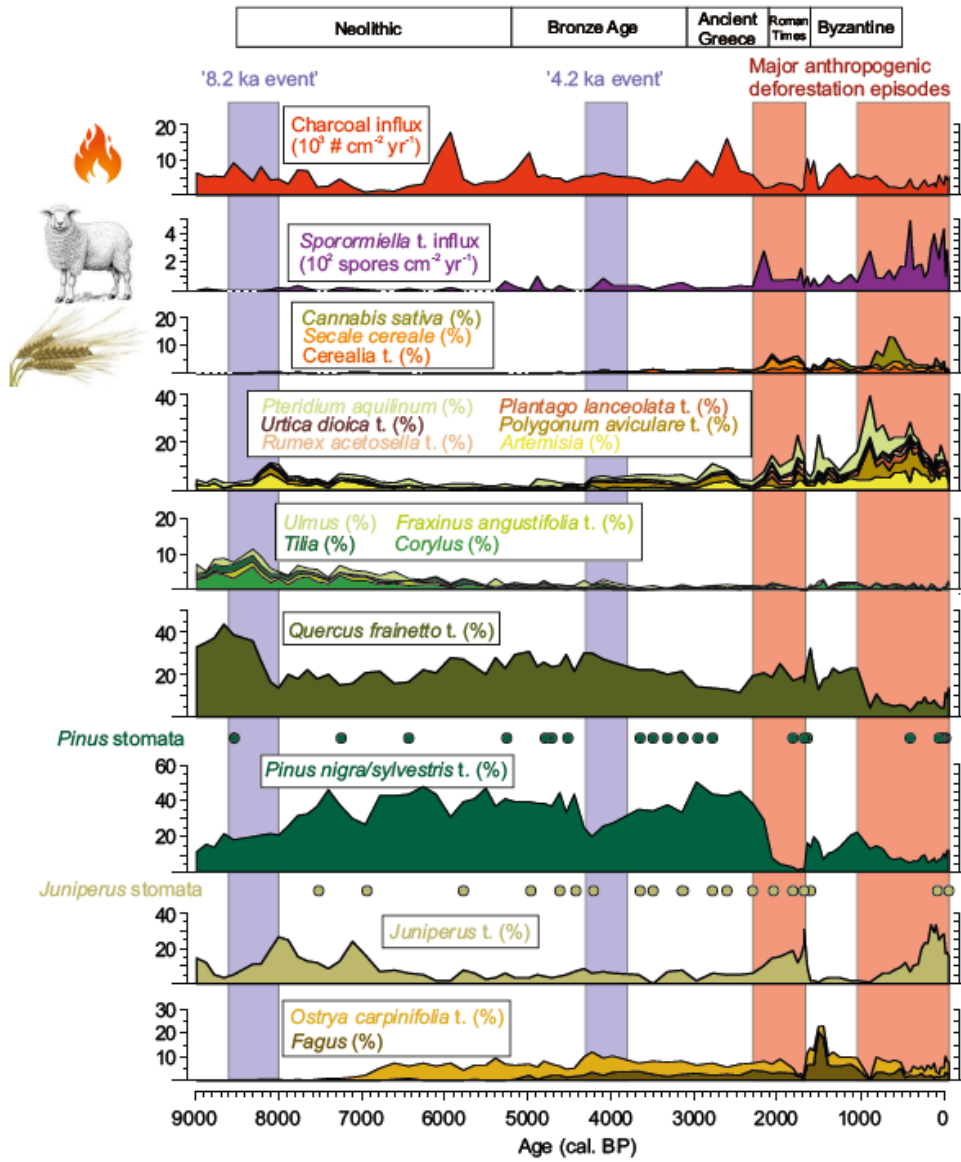 Neolithic
Bronze Age
Ancient
Greece
Roman
Times
Byzantine
'8.2 ka event'
'4.2 ka event'
Major anthropogenic
deforestation episodes
20
10
Charcoal influx
(10³ # cm⁻² yr⁻¹)
4
2
Sporormiella t. influx
(10² spores cm⁻² yr⁻¹)
20
10
Cannabis sativa (%)
Secale cereale (%)
Cerealia t. (%)
40
20
Pteridium aquilinum (%) Plantago lanceolata t. (%)
Urtica dioica t. (%) Polygonum aviculare t. (%)
Rumex acetosella t. (%) Artemisia (%)
20
10
Ulmus (%) Fraxinus angustifolia t. (%)
Tilia (%) Corylus (%)
40
20
Quercus frainetto t. (%)
Pinus stomata
60
40
20
Pinus nigra/sylvestris t. (%)
Juniperus stomata
40
20
Juniperus t. (%)
30
20
10
Ostrya carpinifolia t. (%)
Fagus (%)
9000 8000 7000 6000 5000 4000 3000 2000 1000 0
Age (cal. BP)